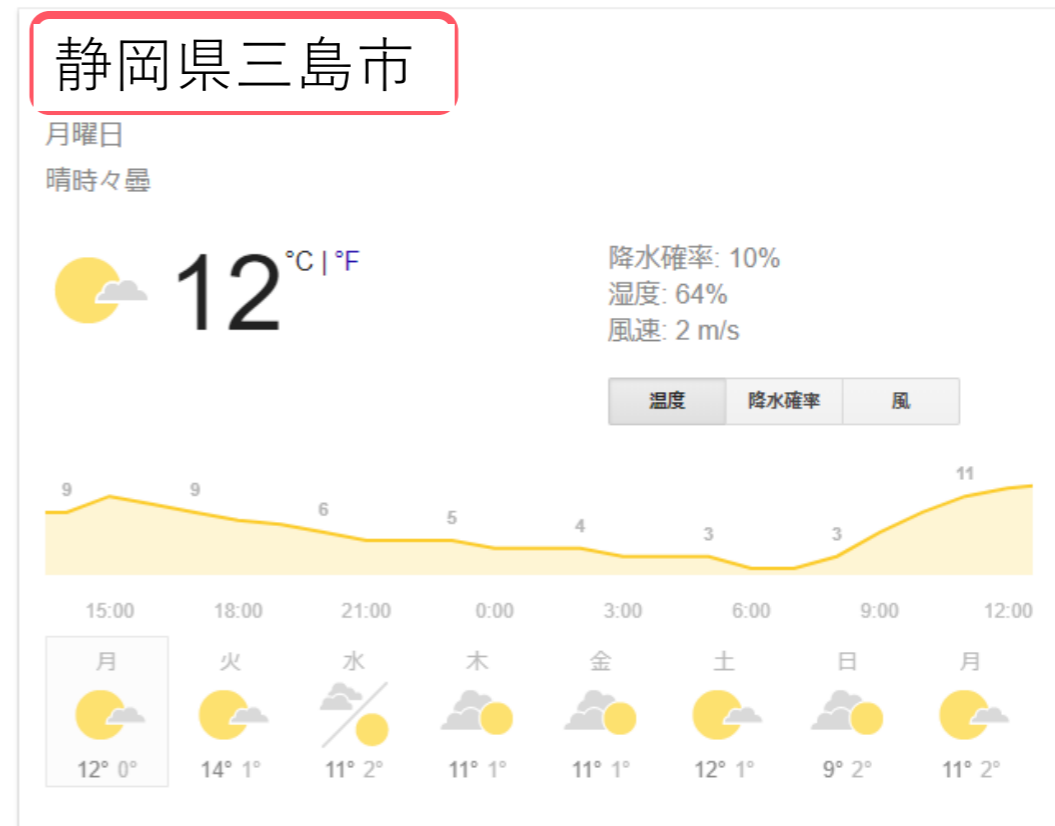 静岡県三島市
月曜日
晴時々曇
12 °C | °F
降水確率: 10%
湿度: 64%
風速: 2 m/s
温度 降水確率 風
9 9 6 5 4 3 3 11
15:00 18:00 21:00 0:00 3:00 6:00 9:00 12:00
月 火 水 木 金 土 日 月
12° 0° 14° 1° 11° 2° 11° 1° 11° 1° 12° 1° 9° 2° 11° 2°